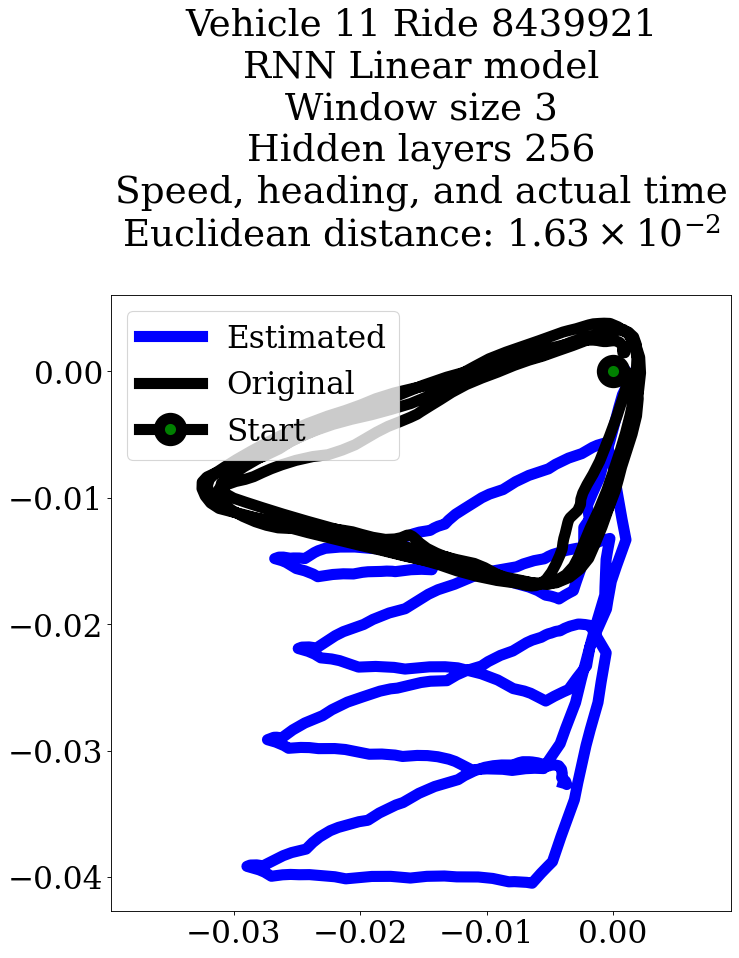 Vehicle 11 Ride 8439921
RNN Linear model
Window size 3
Hidden layers 256
Speed, heading, and actual time
Euclidean distance: 1.63 × 10⁻²
Estimated
Original
Start
0.00
−0.01
−0.02
−0.03
−0.04
−0.03 −0.02 −0.01 0.00